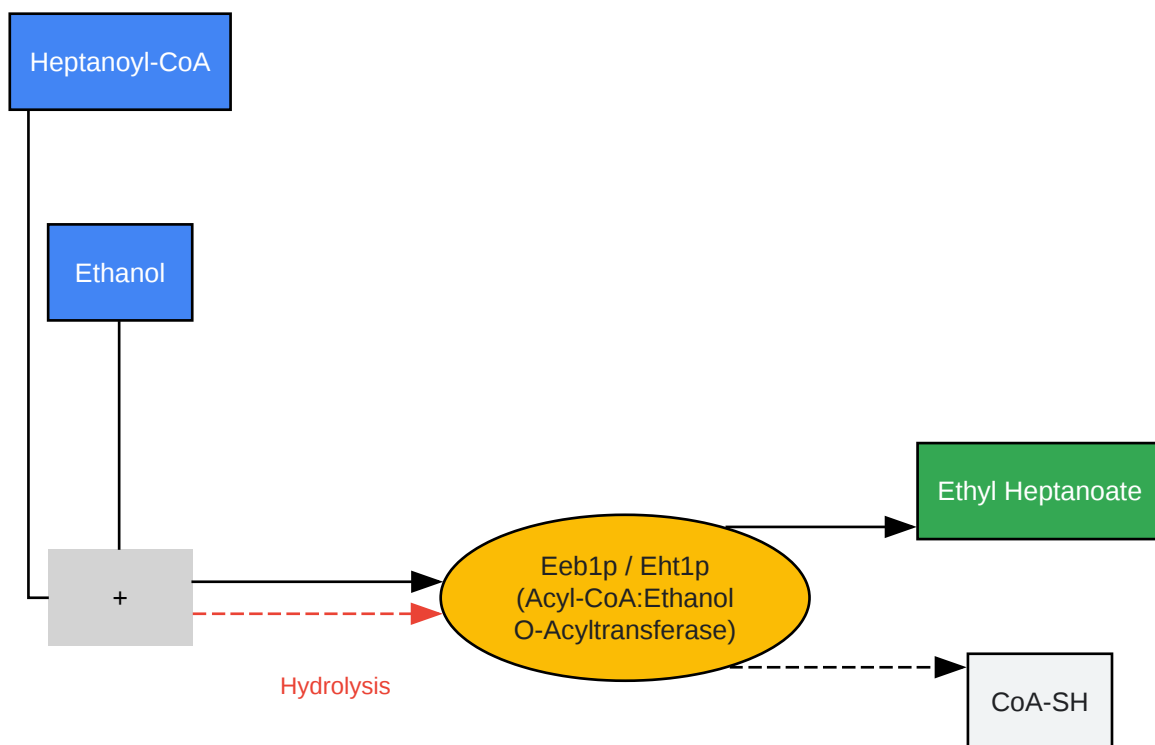 Heptanoyl-CoA
Ethanol
+
Hydrolysis
Eeb1p / Eht1p
(Acyl-CoA:Ethanol
O-Acyltransferase)
Ethyl Heptanoate
CoA-SH